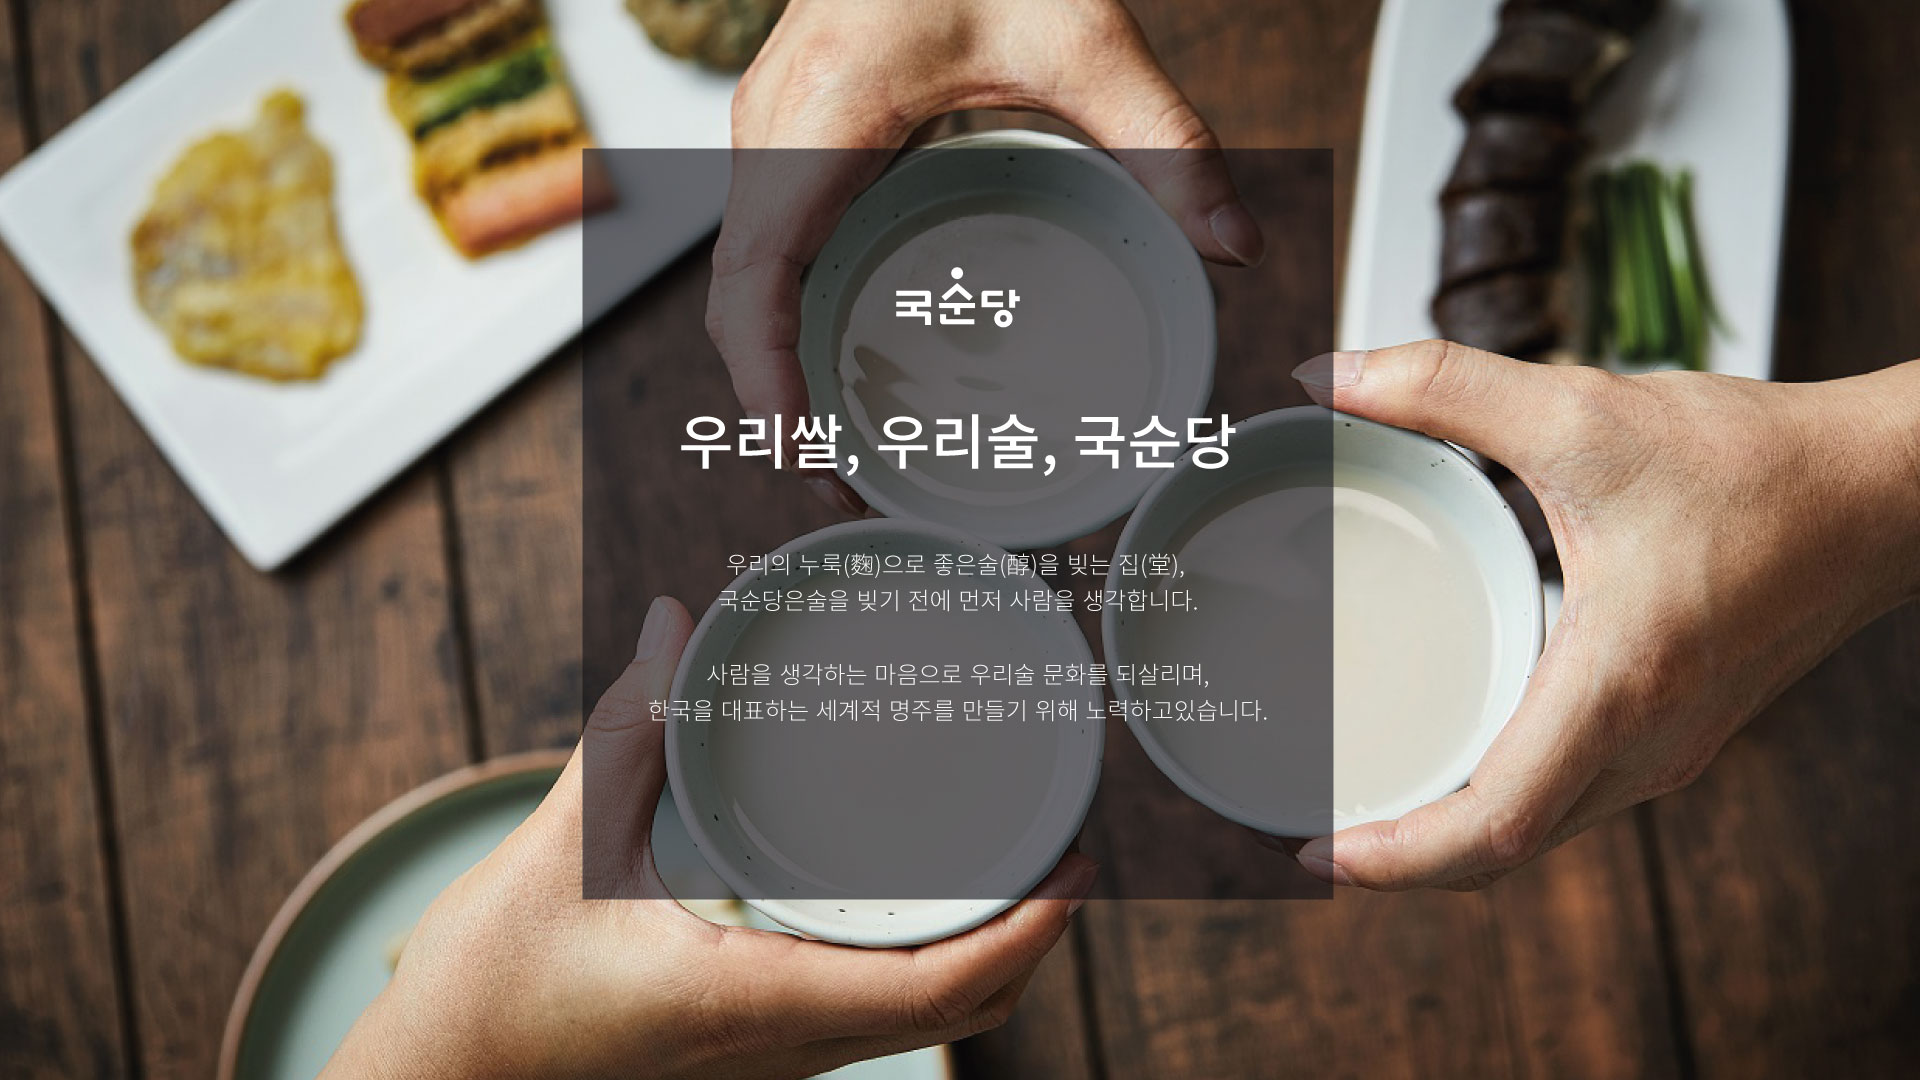 국순당
우리쌀, 우리술, 국순당
우리의 누룩(麴)으로 좋은술(醇)을 빚는 집(堂),
국순당은술을 빚기 전에 먼저 사람을 생각합니다.
사람을 생각하는 마음으로 우리술 문화를 되살리며,
한국을 대표하는 세계적 명주를 만들기 위해 노력하고있습니다.